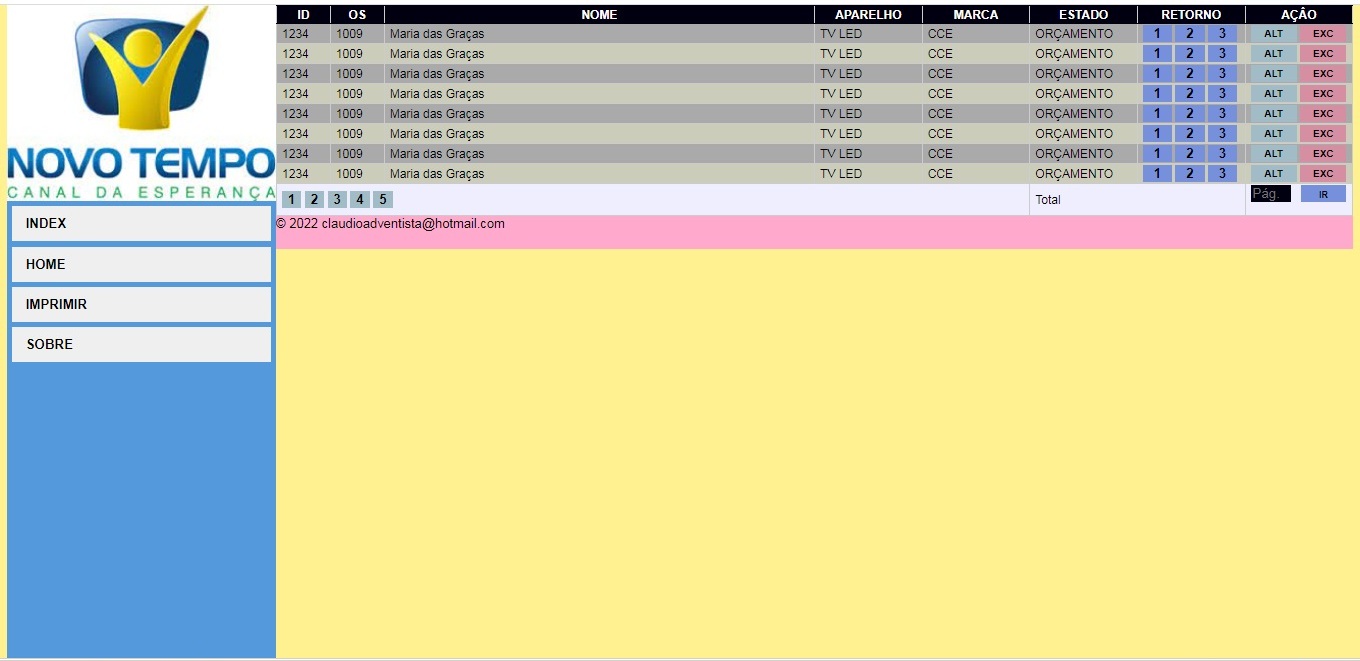 NOVO TEMPO
CANAL DA ESPERANÇA
INDEX
HOME
IMPRIMIR
SOBRE
ID OS NOME APARELHO MARCA ESTADO RETORNO AÇÂO
1234 1009 Maria das Graças TV LED CCE ORÇAMENTO 1 2 3 ALT EXC
1234 1009 Maria das Graças TV LED CCE ORÇAMENTO 1 2 3 ALT EXC
1234 1009 Maria das Graças TV LED CCE ORÇAMENTO 1 2 3 ALT EXC
1234 1009 Maria das Graças TV LED CCE ORÇAMENTO 1 2 3 ALT EXC
1234 1009 Maria das Graças TV LED CCE ORÇAMENTO 1 2 3 ALT EXC
1234 1009 Maria das Graças TV LED CCE ORÇAMENTO 1 2 3 ALT EXC
1234 1009 Maria das Graças TV LED CCE ORÇAMENTO 1 2 3 ALT EXC
1234 1009 Maria das Graças TV LED CCE ORÇAMENTO 1 2 3 ALT EXC
1 2 3 4 5 Total Pág. IR
© 2022 claudioadventista@hotmail.com